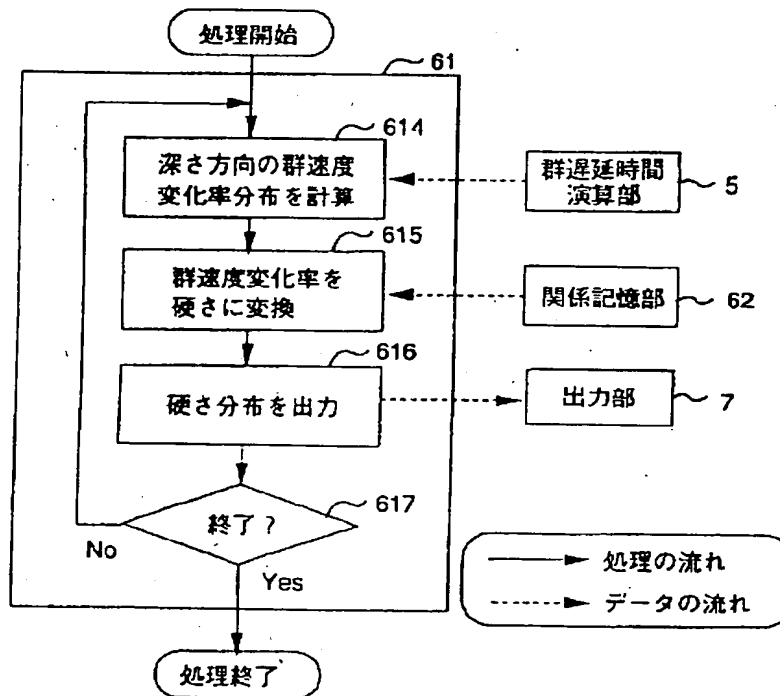 処理開始
61
614
深さ方向の群速度
変化率分布を計算
群遅延時間
演算部
5
615
群速度変化率を
硬さに変換
関係記憶部
62
616
硬さ分布を出力
出力部
7
617
終了?
No
Yes
処理の流れ
データの流れ
処理終了